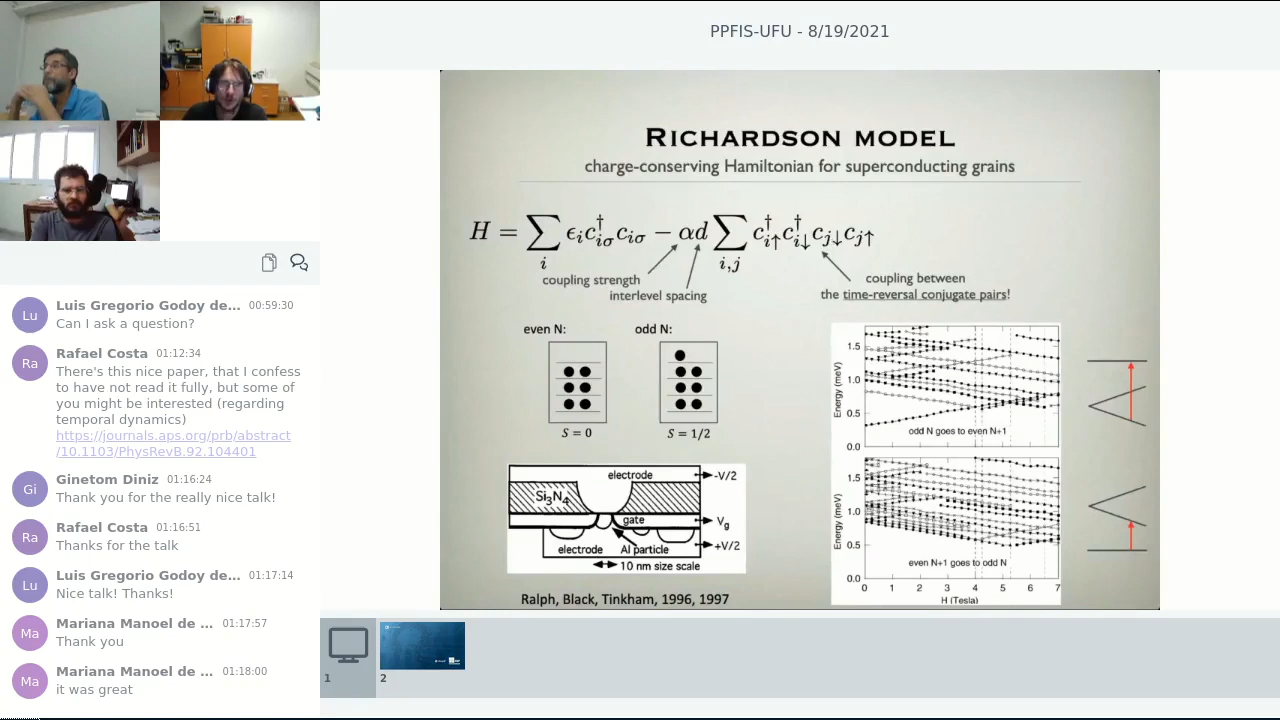 PPFIS-UFU - 8/19/2021
Luis Gregorio Godoy de... 00:59:30
Can I ask a question?
Rafael Costa 01:12:34
There's this nice paper, that I confess
to have not read it fully, but some of
you might be interested (regarding
temporal dynamics)
https://journals.aps.org/prb/abstract
/10.1103/PhysRevB.92.104401
Ginetom Diniz 01:16:24
Thank you for the really nice talk!
Rafael Costa 01:16:51
Thanks for the talk
Luis Gregorio Godoy de... 01:17:14
Nice talk! Thanks!
Mariana Manoel de ... 01:17:57
Thank you
Mariana Manoel de ... 01:18:00
it was great
Lu
Ra
Gi
Ra
Lu
Ma
Ma
RICHARDSON MODEL
charge-conserving Hamiltonian for superconducting grains
H = ∑_i ϵ_i c†_{iσ} c_{iσ} − αd ∑_{i,j} c†_{i↑} c†_{i↓} c_{j↓} c_{j↑}
coupling strength
interlevel spacing
coupling between
the time-reversal conjugate pairs!
even N: odd N:
S = 0 S = 1/2
electrode -V/2
Si₃N₄
gate Vg
electrode Al particle +V/2
10 nm size scale
Ralph, Black, Tinkham, 1996, 1997
Energy (meV)
1.5
1.0
0.5
0.0
odd N goes to even N+1
Energy (meV)
1.5
1.0
0.5
0.0
even N+1 goes to odd N
0 1 2 3 4 5 6 7
H (Tesla)
1 2